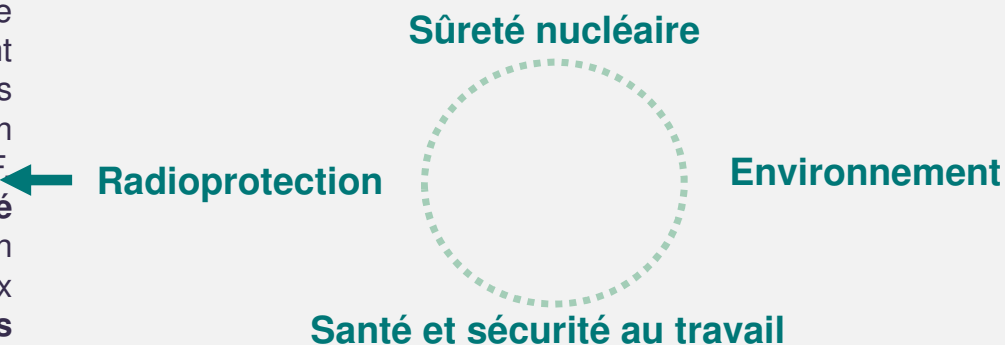 Sûreté nucléaire
Environnement
Radioprotection
Santé et sécurité au travail